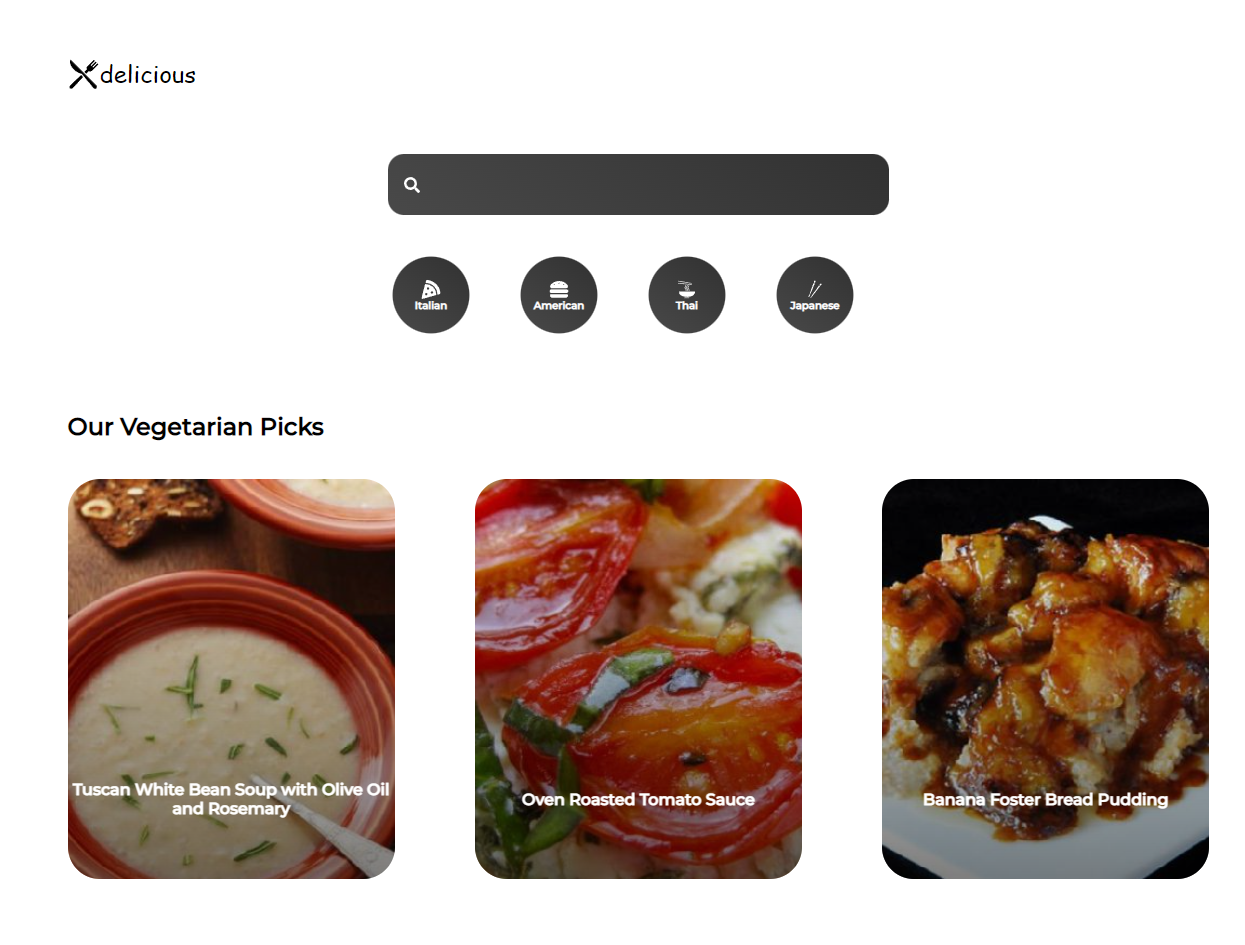 delicious
Italian
American
Thai
Japanese
Our Vegetarian Picks
Tuscan White Bean Soup with Olive Oil
and Rosemary
Oven Roasted Tomato Sauce
Banana Foster Bread Pudding